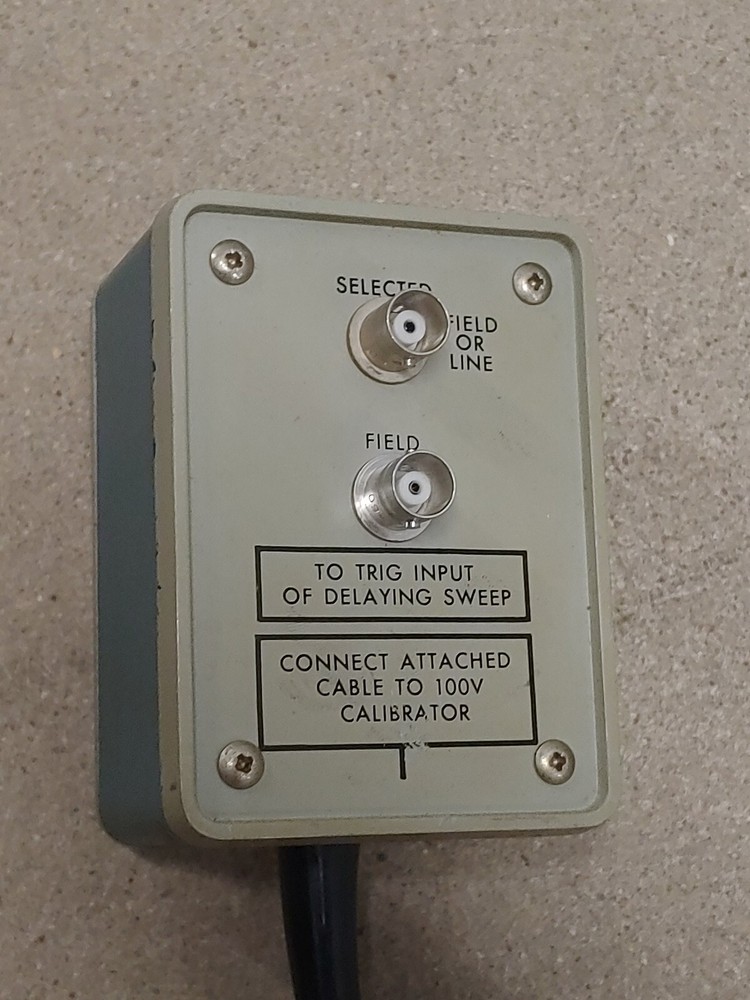 SELECTED
FIELD
OR
LINE
FIELD
TO TRIG INPUT
OF DELAYING SWEEP
CONNECT ATTACHED
CABLE TO 100V
CALIBRATOR